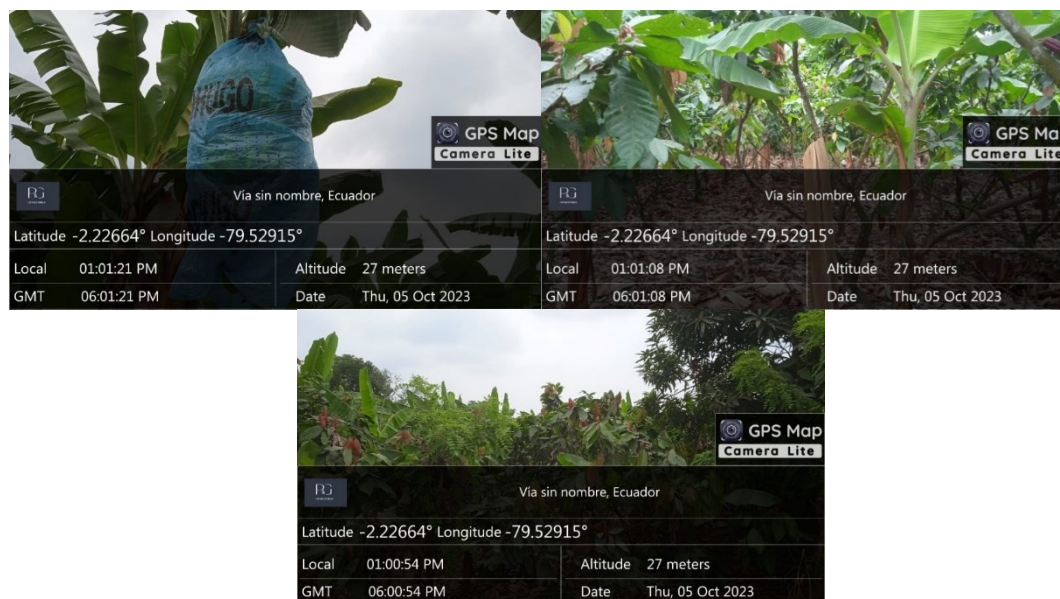 GPS Map
Camera Lite
Vía sin nombre, Ecuador
Latitude -2.22664° Longitude -79.52915°
Local 01:01:21 PM Altitude 27 meters
GMT 06:01:21 PM Date Thu, 05 Oct 2023
GPS Ma
Camera Lite
Vía sin nombre, Ecuador
Latitude -2.22664° Longitude -79.52915°
Local 01:01:08 PM Altitude 27 meters
GMT 06:01:08 PM Date Thu, 05 Oct 2023
GPS Map
Camera Lite
Vía sin nombre, Ecuador
Latitude -2.22664° Longitude -79.52915°
Local 01:00:54 PM Altitude 27 meters
GMT 06:00:54 PM Date Thu, 05 Oct 2023